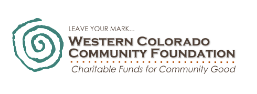 LEAVE YOUR MARK...
WESTERN COLORADO
COMMUNITY FOUNDATION
Charitable Funds for Community Good